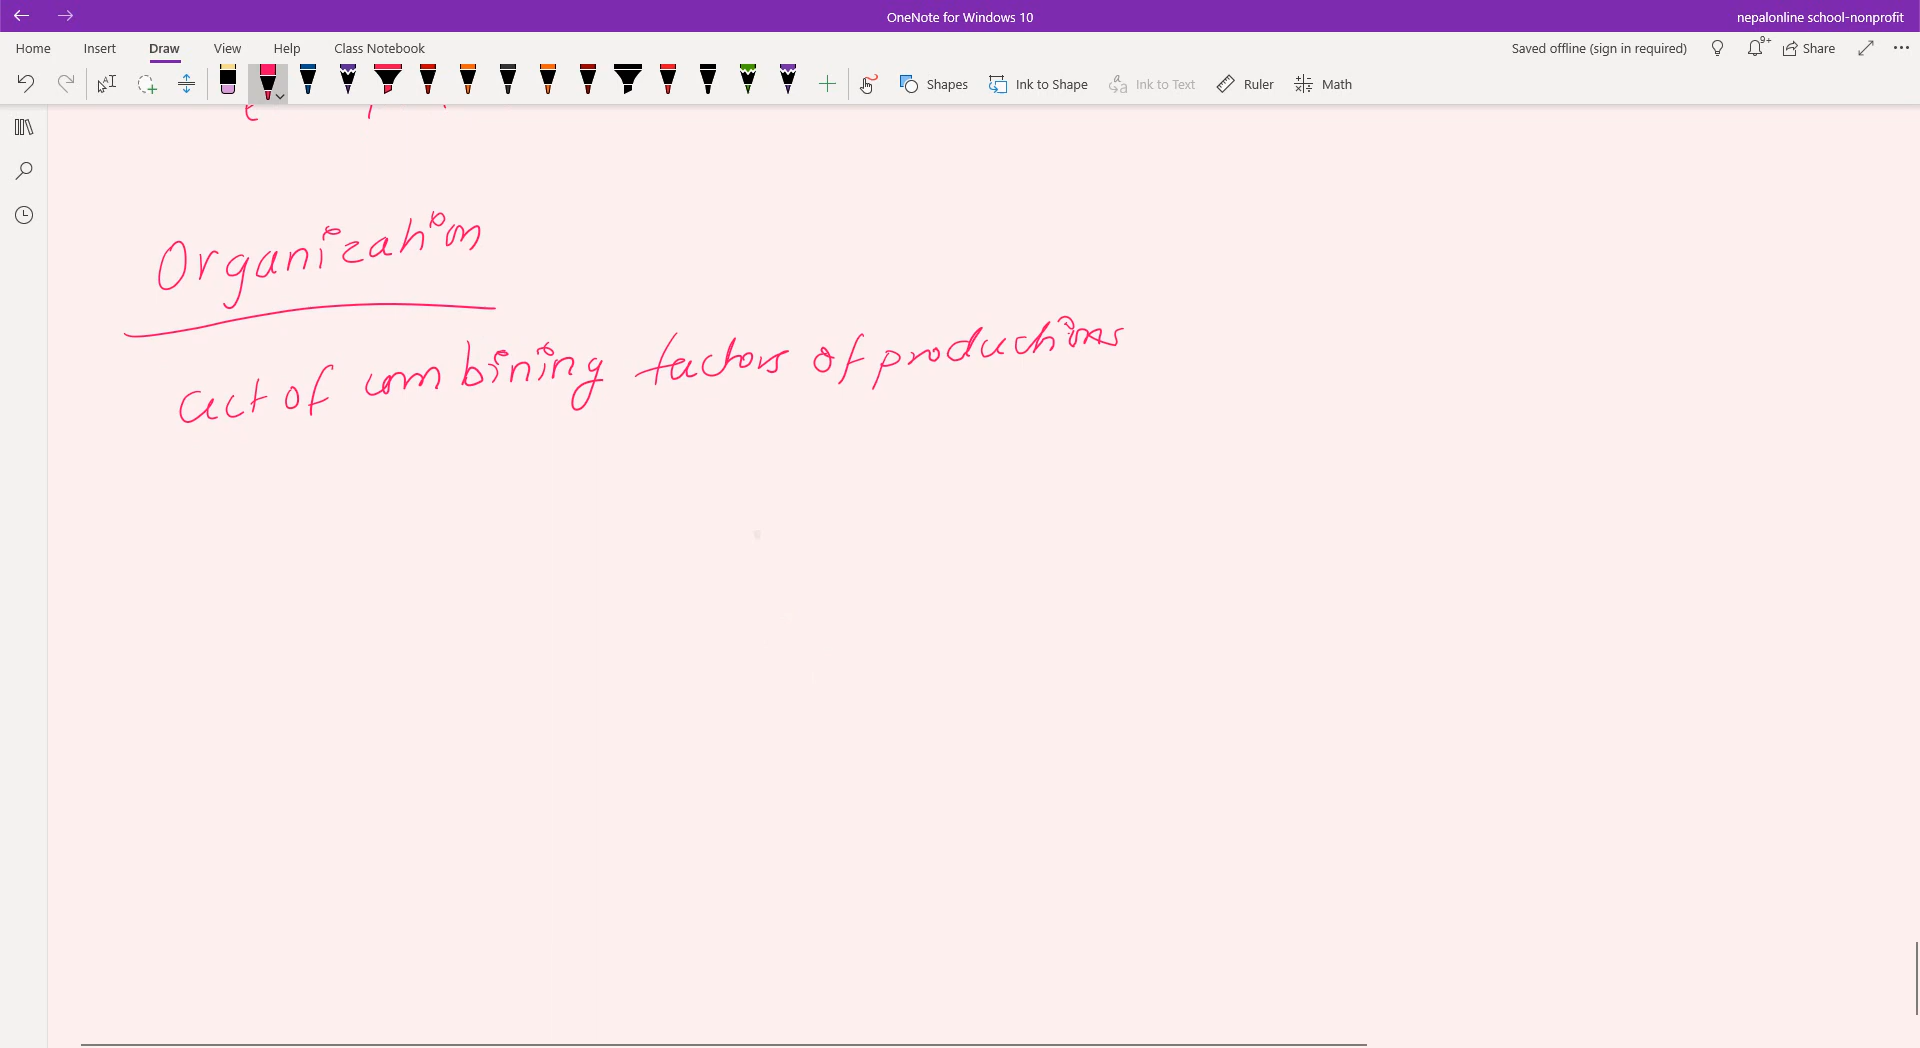 OneNote for Windows 10
nepalonline school-nonprofit
Home Insert Draw View Help Class Notebook
Saved offline (sign in required) 9+ Share
Shapes Ink to Shape Ink to Text Ruler Math
Organization
act of combining factors of productions